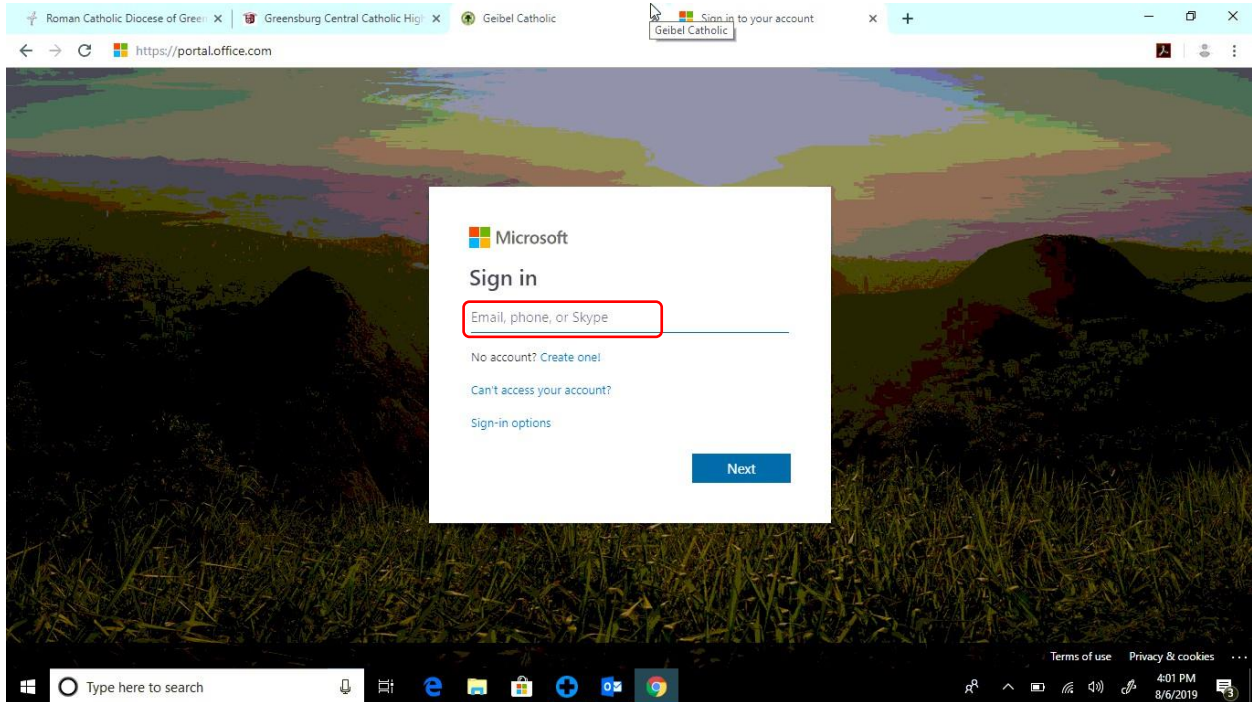 Roman Catholic Diocese of Green
Greensburg Central Catholic Higl
Geibel Catholic
Sign in to your account
Geibel Catholic
https://portal.office.com
Microsoft
Sign in
Email, phone, or Skype
No account? Create one!
Can't access your account?
Sign-in options
Next
Terms of use Privacy & cookies ...
Type here to search
4:01 PM
8/6/2019
3